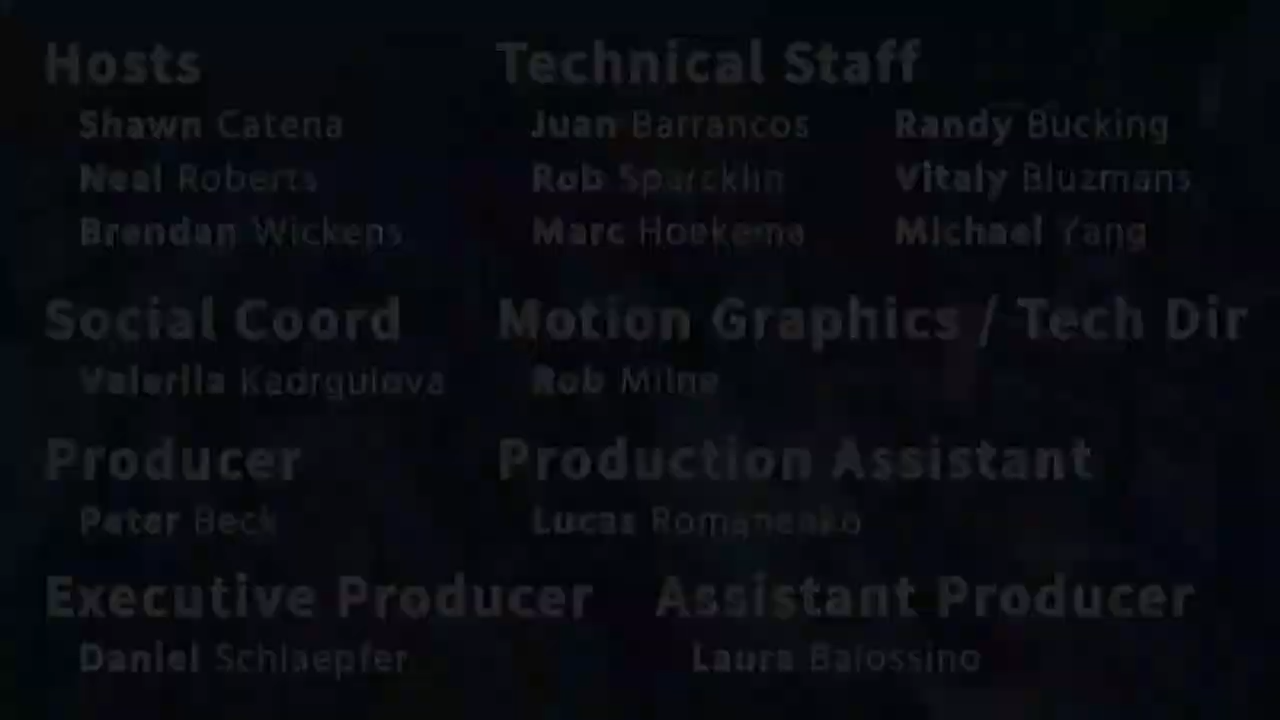 Hosts
Shawn Catena
Neal Roberts
Brendan Wickens
Technical Staff
Juan Barrancos
Rob Sparcklin
Marc Hoekema
Randy Bucking
Vitaly Bluzmans
Michael Yang
Social Coord
Valeriia Kadrgulova
Motion Graphics / Tech Dir
Rob Milne
Producer
Peter Beck
Production Assistant
Lucas Romanenko
Executive Producer
Daniel Schlaepfer
Assistant Producer
Laura Balossino